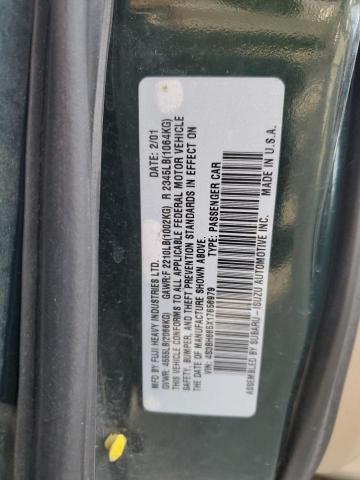 MFD BY FUJI HEAVY INDUSTRIES LTD. DATE: 2/01
GVWR: 4555LB(2066KG) GAWR:F 2210LB(1002KG) R 2345LB(1064KG)
THIS VEHICLE CONFORMS TO ALL APPLICABLE FEDERAL MOTOR VEHICLE
SAFETY, BUMPER, AND THEFT PREVENTION STANDARDS IN EFFECT ON
THE DATE OF MANUFACTURE SHOWN ABOVE.
VIN: 4S3BH665X17656979 TYPE: PASSENGER CAR
ASSEMBLED BY SUBARU-ISUZU AUTOMOTIVE INC. MADE IN U.S.A.